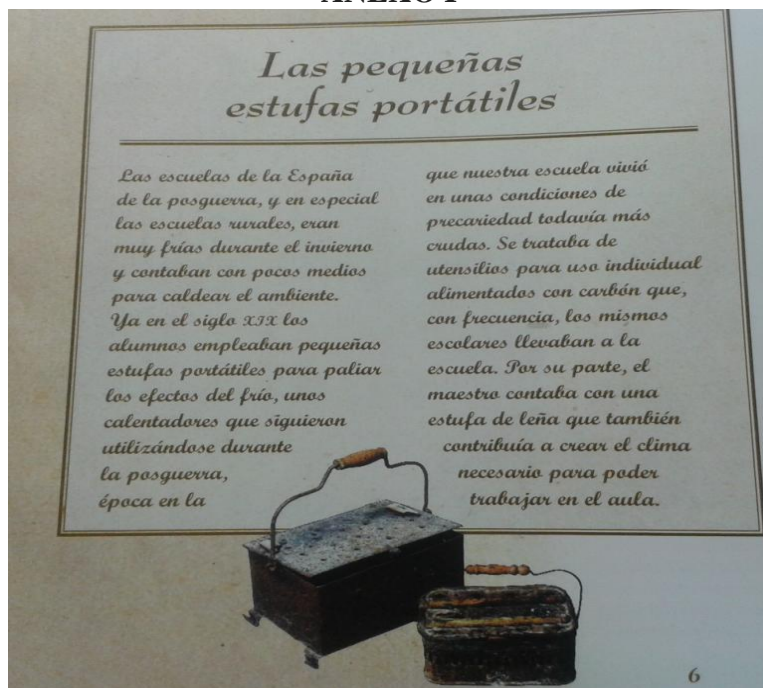 Las pequeñas
estufas portátiles
Las escuelas de la España
de la posguerra, y en especial
las escuelas rurales, eran
muy frías durante el invierno
y contaban con pocos medios
para caldear el ambiente.
Ya en el siglo XIX los
alumnos empleaban pequeñas
estufas portátiles para paliar
los efectos del frío, unos
calentadores que siguieron
utilizándose durante
la posguerra,
época en la
que nuestra escuela vivió
en unas condiciones de
precariedad todavía más
crudas. Se trataba de
utensilios para uso individual
alimentados con carbón que,
con frecuencia, los mismos
escolares llevaban a la
escuela. Por su parte, el
maestro contaba con una
estufa de leña que también
contribuía a crear el clima
necesario para poder
trabajar en el aula.
6